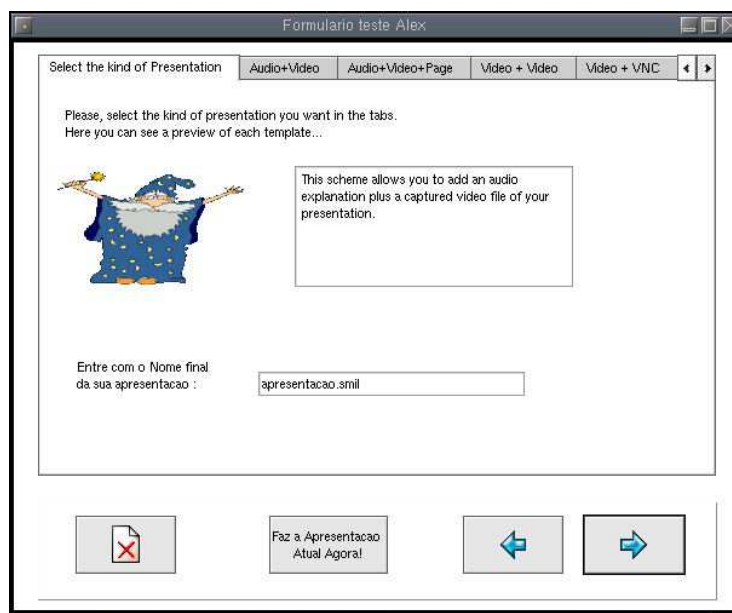 Formulario teste Alex
Select the kind of Presentation
Audio+Video
Audio+Video+Page
Video + Video
Video + VNC
Please, select the kind of presentation you want in the tabs.
Here you can see a preview of each template...
This scheme allows you to add an audio
explanation plus a captured video file of your
presentation.
Entre com o Nome final
da sua apresentacao :
apresentacao.smil
Faz a Apresentacao
Atual Agora!